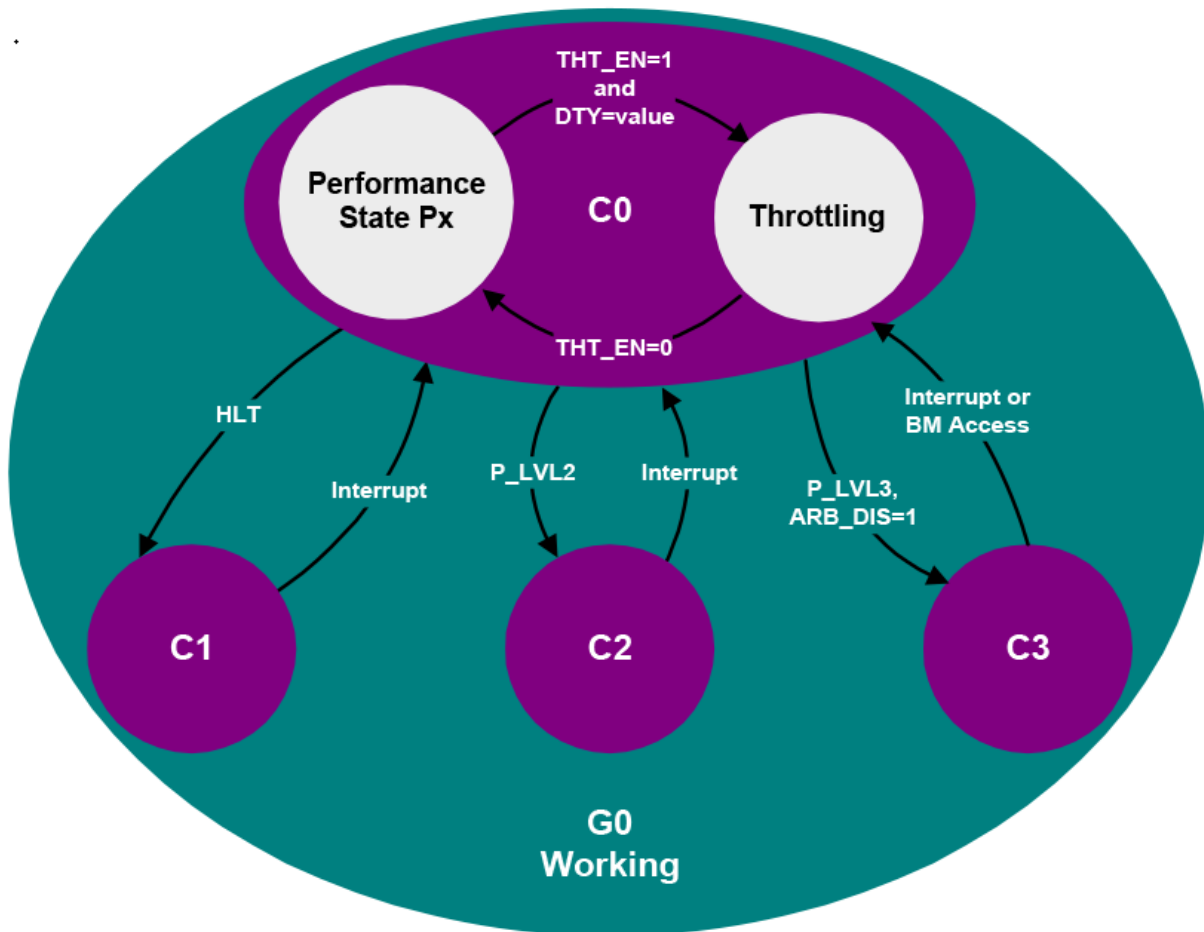 THT_EN=1
and
DTY=value
Performance
State Px
C0
Throttling
THT_EN=0
HLT
Interrupt
P_LVL2
Interrupt
P_LVL3,
ARB_DIS=1
Interrupt or
BM Access
C1
C2
C3
G0
Working